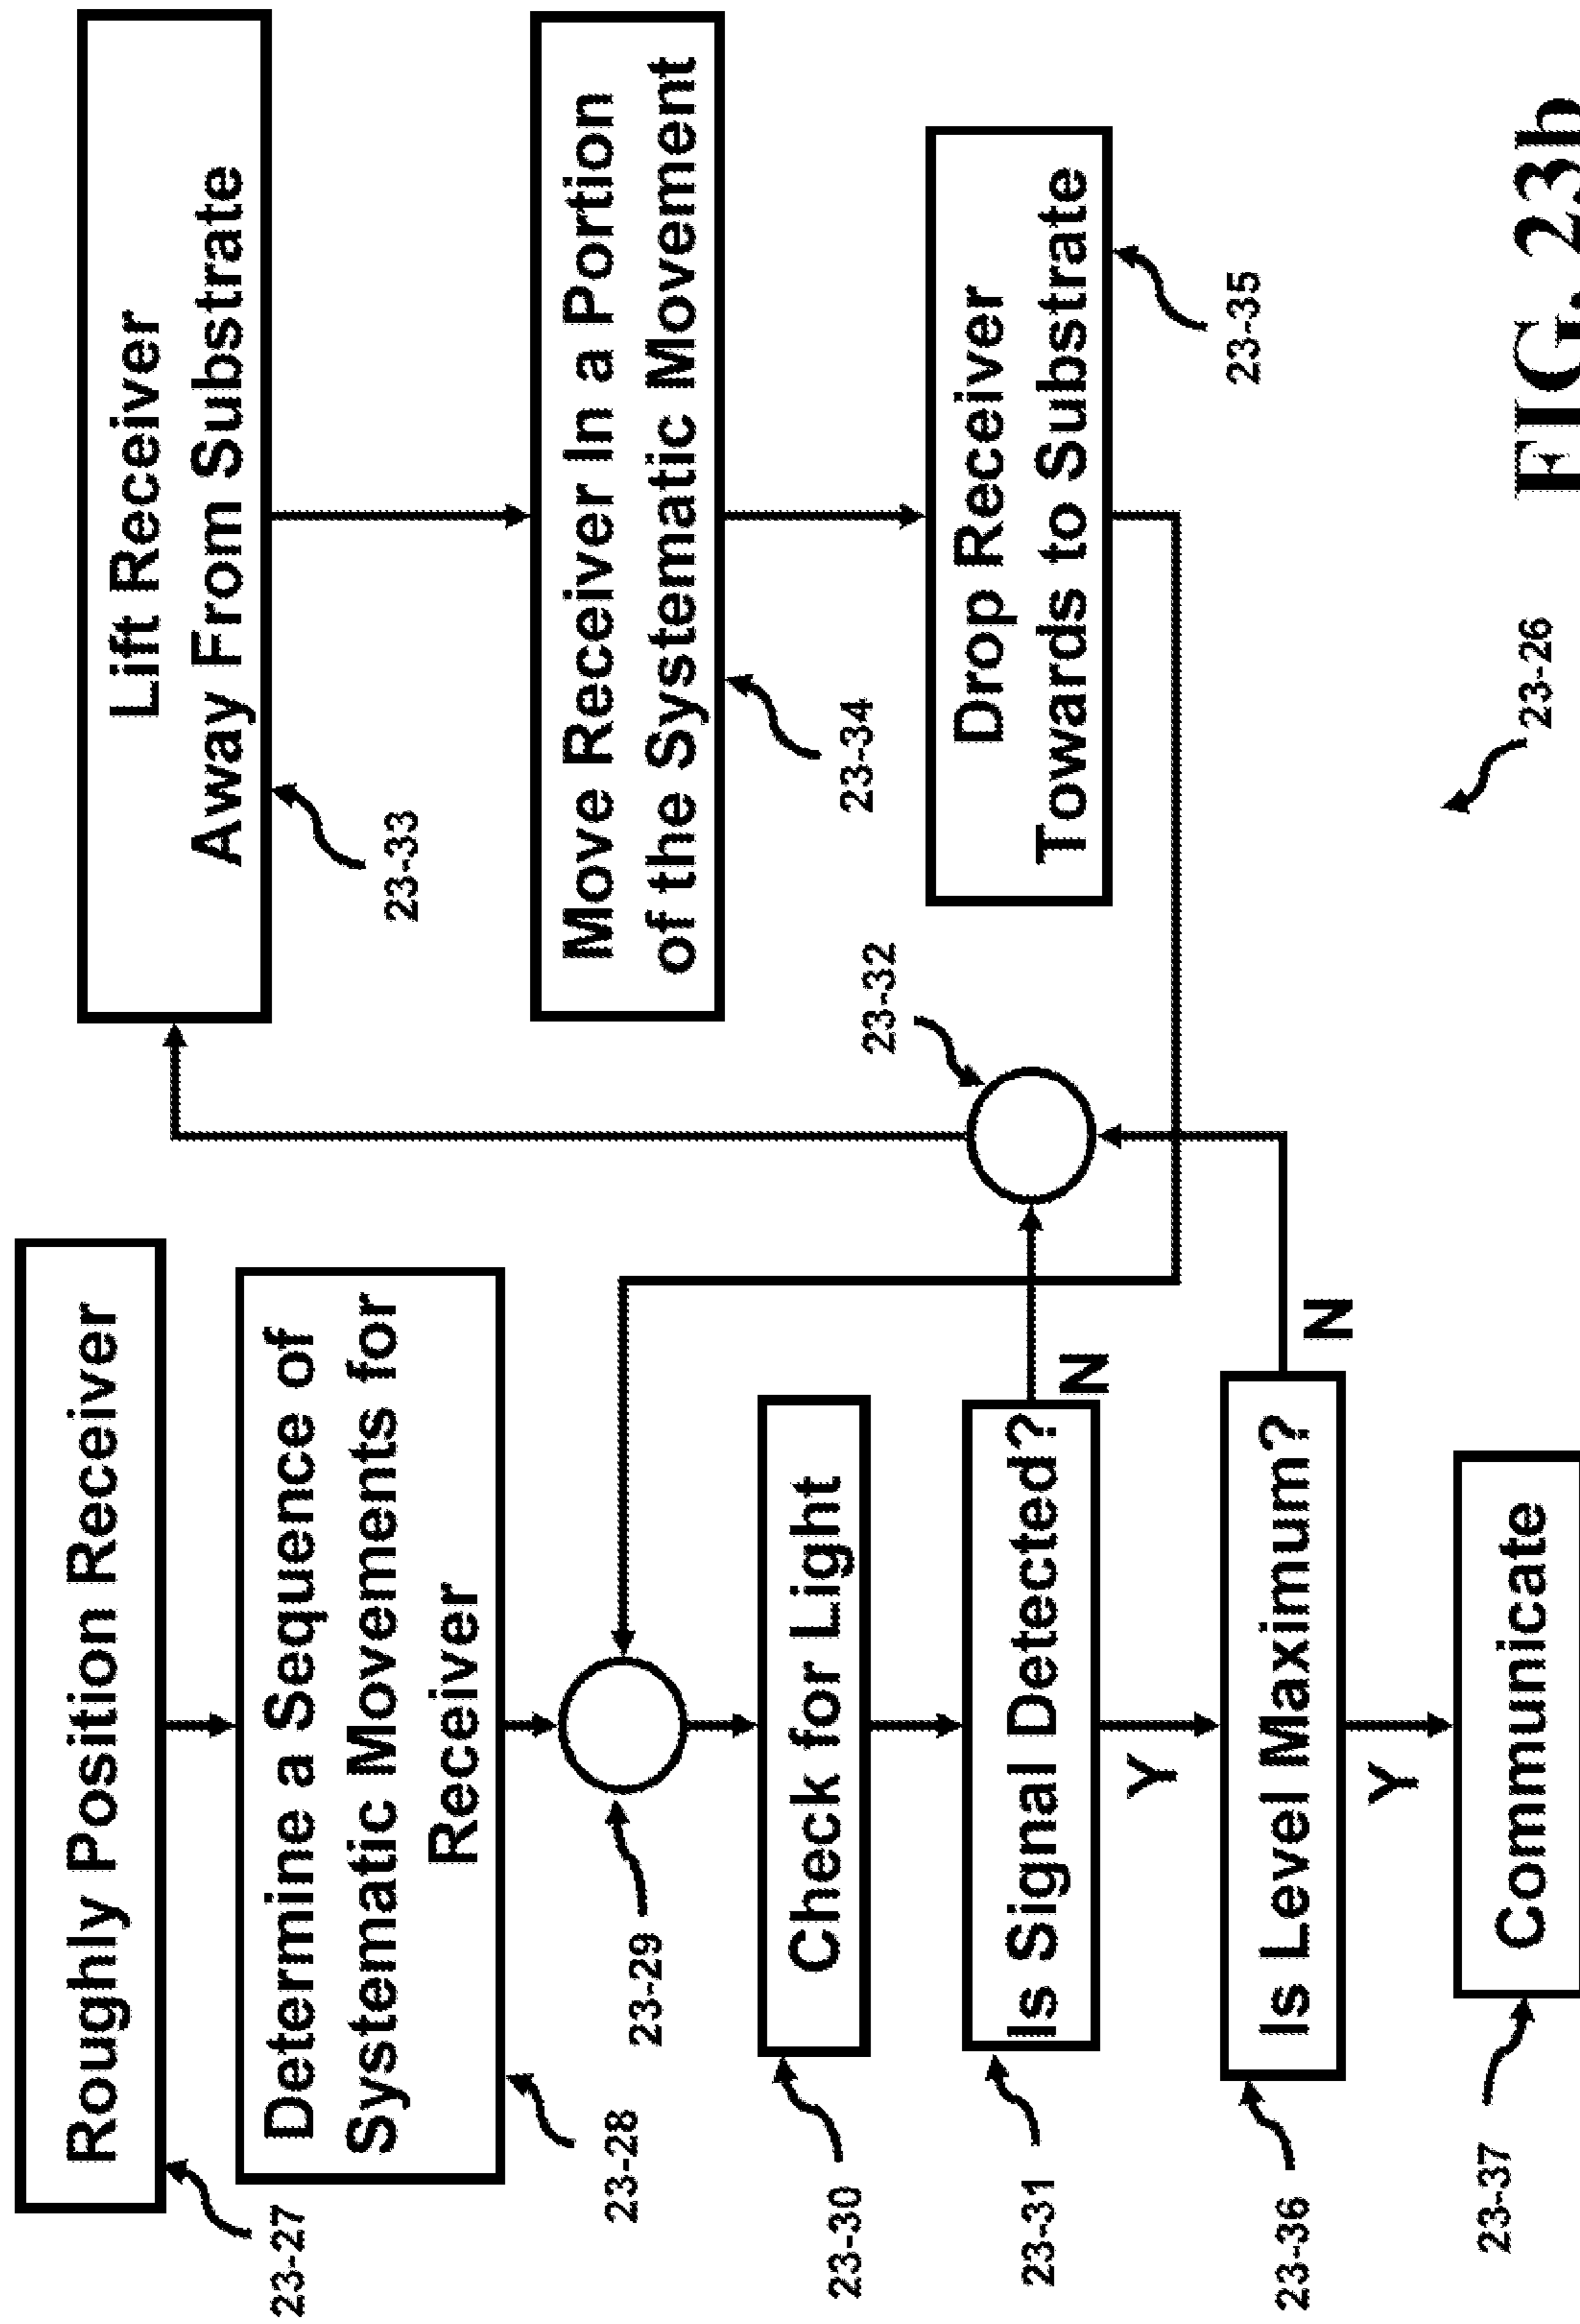 Roughly Position Receiver
23-27
Determine a Sequence of
Systematic Movements for
Receiver
23-28
23-29
Check for Light
23-30
Is Signal Detected?
N
23-31
Y
Is Level Maximum?
N
23-36
Y
Communicate
23-37
23-32
Lift Receiver
Away From Substrate
23-33
Move Receiver In a Portion
of the Systematic Movement
23-34
Drop Receiver
Towards to Substrate
23-35
23-26
FIG. 23b